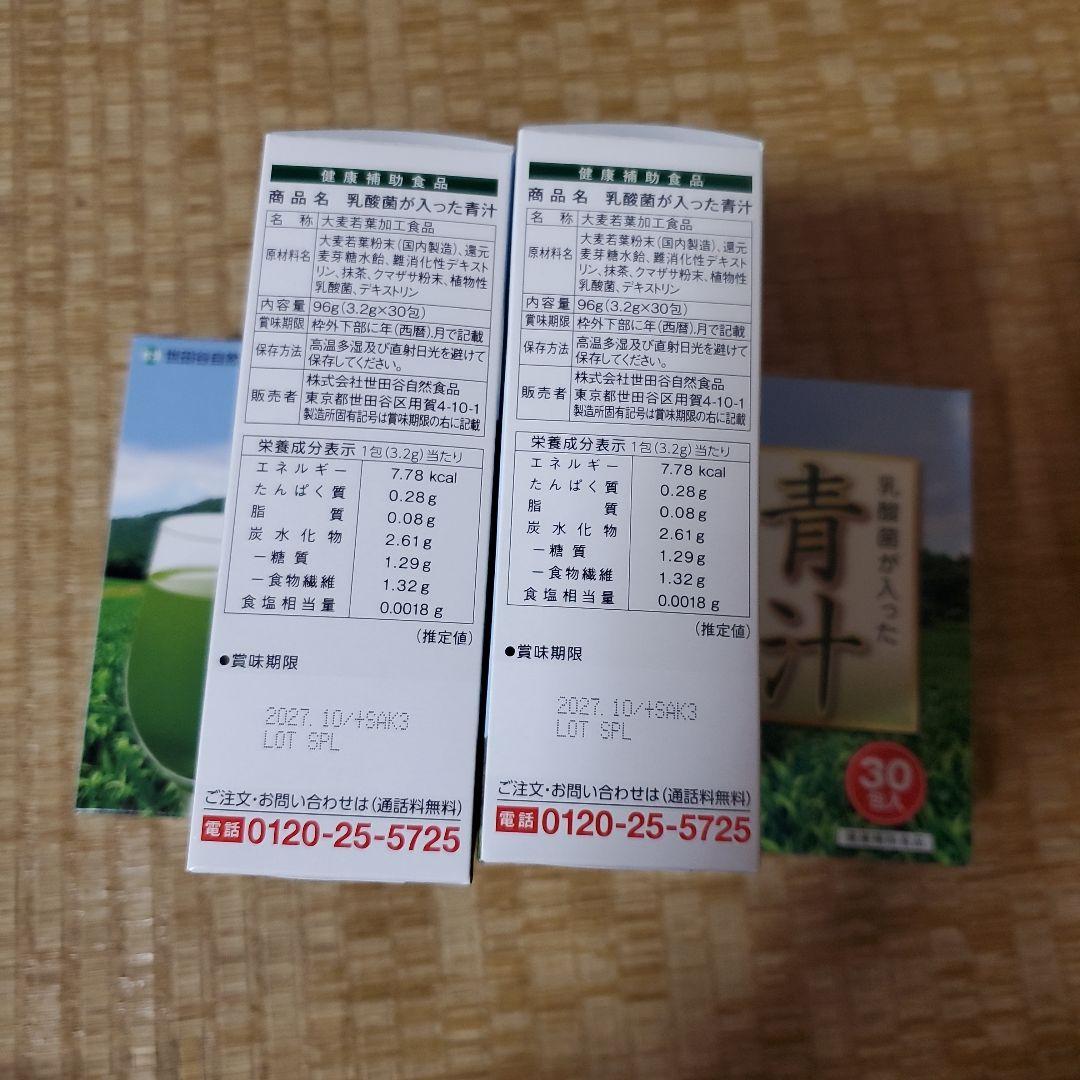 健康補助食品
商品名 乳酸菌が入った青汁
名称 大麦若葉加工食品
原材料名 大麦若葉粉末(国内製造)、還元
麦芽糖水飴、難消化性デキスト
リン、抹茶、クマザサ粉末、植物性
乳酸菌、デキストリン
内容量 96g(3.2g×30包)
賞味期限 枠外下部に年(西暦).月で記載
保存方法 高温多湿及び直射日光を避けて
保存してください。
販売者 株式会社世田谷自然食品
東京都世田谷区用賀4-10-1
製造所固有記号は賞味期限の右に記載
栄養成分表示 1包(3.2g)当たり
エネルギー 7.78 kcal
たんぱく質 0.28g
脂質 0.08g
炭水化物 2.61g
ー糖質 1.29g
ー食物繊維 1.32g
食塩相当量 0.0018g
(推定値)
●賞味期限
2027.10/+SAK3
LOT SPL
ご注文・お問い合わせは(通話料無料)
電話 0120-25-5725
健康補助食品
商品名 乳酸菌が入った青汁
名称 大麦若葉加工食品
原材料名 大麦若葉粉末(国内製造)、還元
麦芽糖水飴、難消化性デキスト
リン、抹茶、クマザサ粉末、植物性
乳酸菌、デキストリン
内容量 96g(3.2g×30包)
賞味期限 枠外下部に年(西暦).月で記載
保存方法 高温多湿及び直射日光を避けて
保存してください。
販売者 株式会社世田谷自然食品
東京都世田谷区用賀4-10-1
製造所固有記号は賞味期限の右に記載
栄養成分表示 1包(3.2g)当たり
エネルギー 7.78 kcal
たんぱく質 0.28g
脂質 0.08g
炭水化物 2.61g
ー糖質 1.29g
ー食物繊維 1.32g
食塩相当量 0.0018g
(推定値)
●賞味期限
2027.10/+SAK3
LOT SPL
ご注文・お問い合わせは(通話料無料)
電話 0120-25-5725
世田谷自然
乳酸菌が入った
青汁
30
包入
健康補助食品